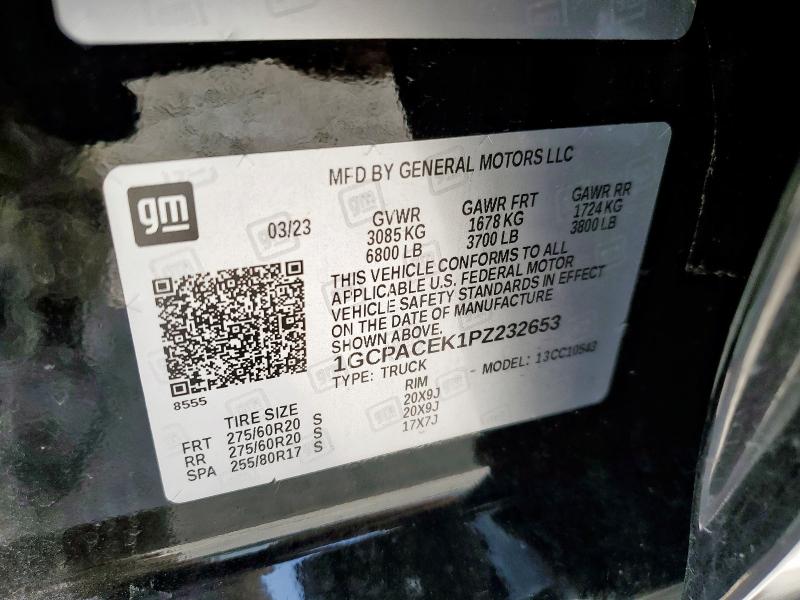 MFD BY GENERAL MOTORS LLC
gm
03/23
GVWR GAWR FRT GAWR RR
3085 KG 1678 KG 1724 KG
6800 LB 3700 LB 3800 LB
THIS VEHICLE CONFORMS TO ALL
APPLICABLE U.S. FEDERAL MOTOR
VEHICLE SAFETY STANDARDS IN EFFECT
ON THE DATE OF MANUFACTURE
SHOWN ABOVE.
1GCPACEK1PZ232653
TYPE: TRUCK MODEL: 13CC10543
8555
TIRE SIZE RIM
FRT 275/60R20 S 20X9J
RR 275/60R20 S 20X9J
SPA 255/80R17 S 17X7J